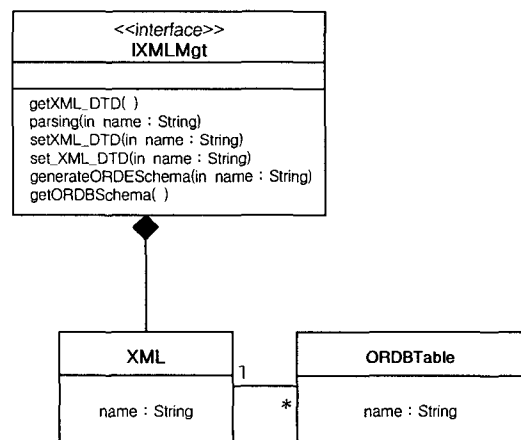 <<interface>>
IXMLMgt
getXML_DTD( )
parsing(in name : String)
setXML_DTD(in name : String)
set_XML_DTD(in name : String)
generateORDESchema(in name : String)
getORDBSchema( )
XML
1
ORDBTable
*
name : String
name : String